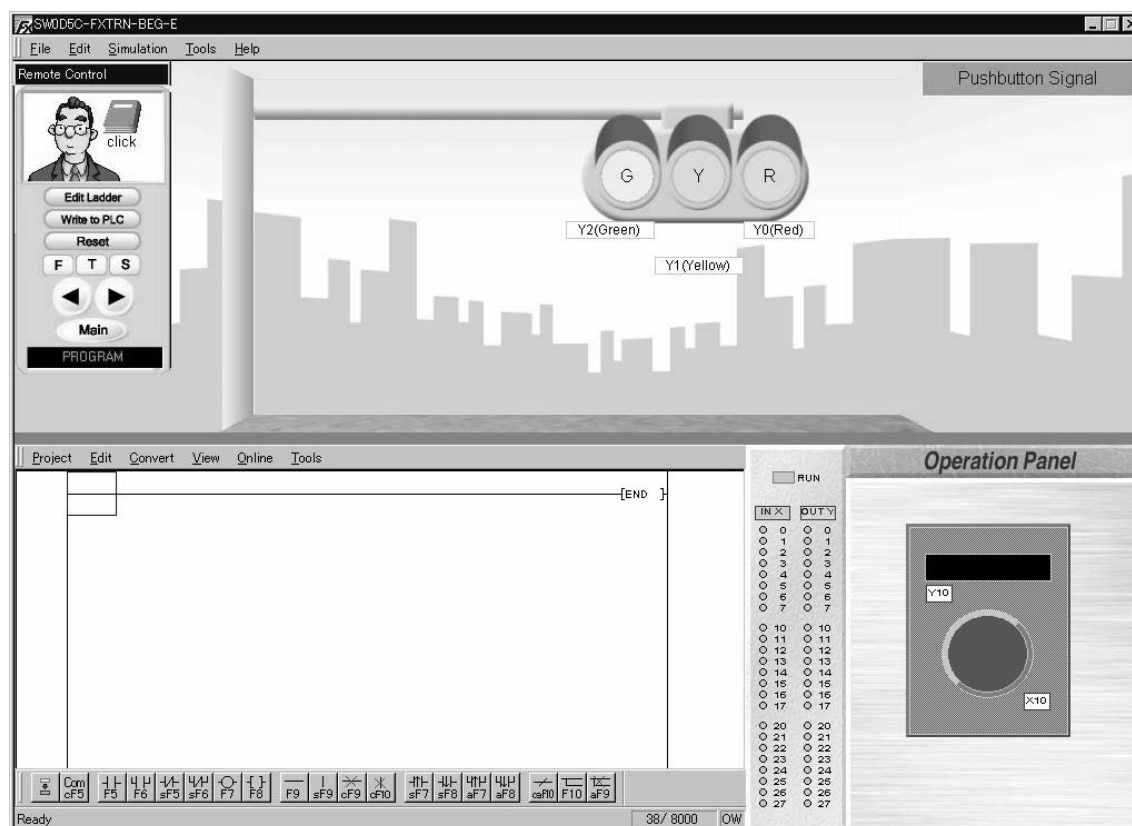 SW0D5C-FXTRN-BEG-E
File Edit Simulation Tools Help
Remote Control
click
Edit Ladder
Write to PLC
Reset
F T S
Main
PROGRAM
Pushbutton Signal
G Y R
Y2(Green) Y0(Red)
Y1(Yellow)
Project Edit Convert View Online Tools
END
RUN
IN X OUT Y
0 0
1 1
2 2
3 3
4 4
5 5
6 6
7 7
10 10
11 11
12 12
13 13
14 14
15 15
16 16
17 17
20 20
21 21
22 22
23 23
24 24
25 25
26 26
27 27
Operation Panel
Y10
X10
Com
cF5 F5 F6 sF5 sF6 F7 F8 F9 sF9 cF9 cF10 sF7 sF8 aF7 aF8 caF10 F10 aF9
Ready 38/ 8000 OW